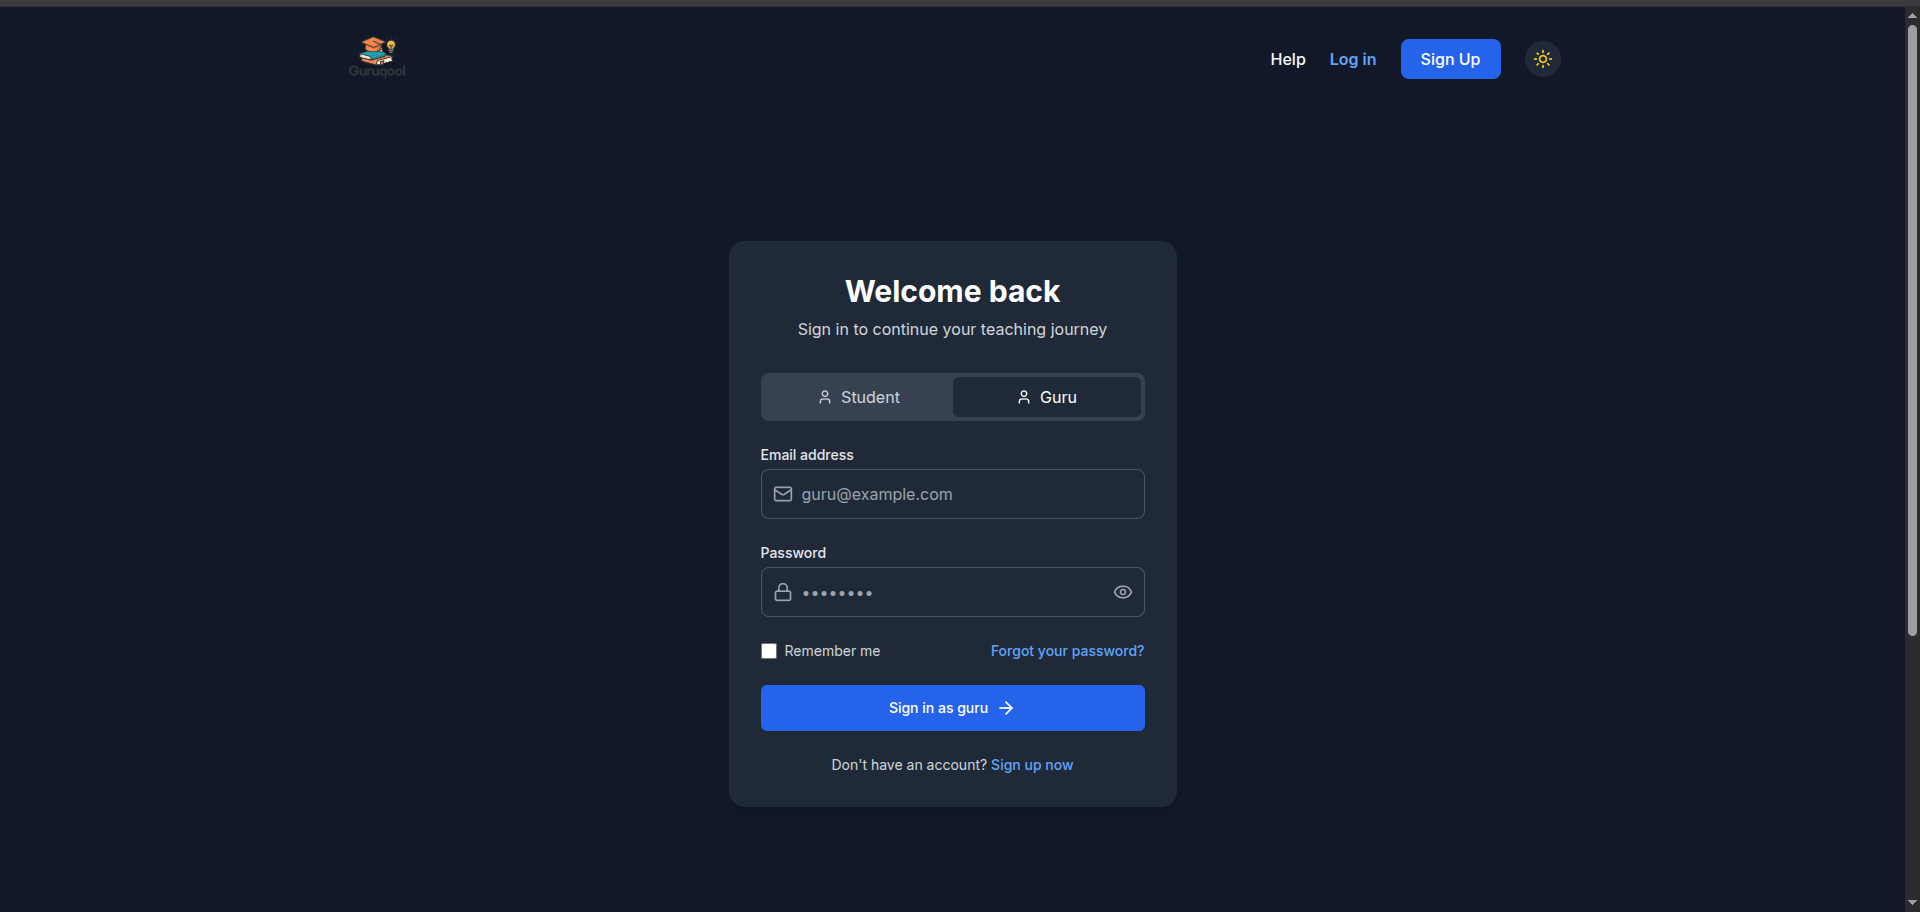 Guruqool
Help
Log in
Sign Up
Welcome back
Sign in to continue your teaching journey
Student
Guru
Email address
guru@example.com
Password
••••••••
Remember me
Forgot your password?
Sign in as guru
Don't have an account? Sign up now